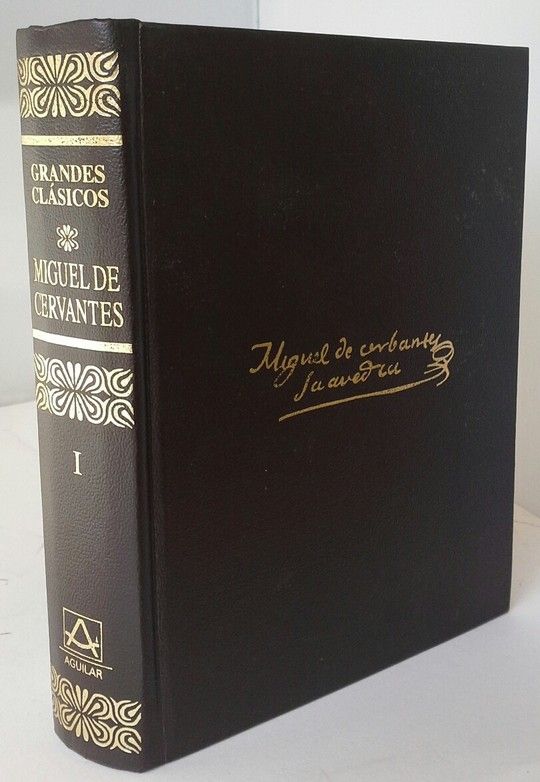 GRANDES
CLÁSICOS
MIGUEL DE
CERVANTES
I
A
AGUILAR
Miguel de cerbantes
saavedra